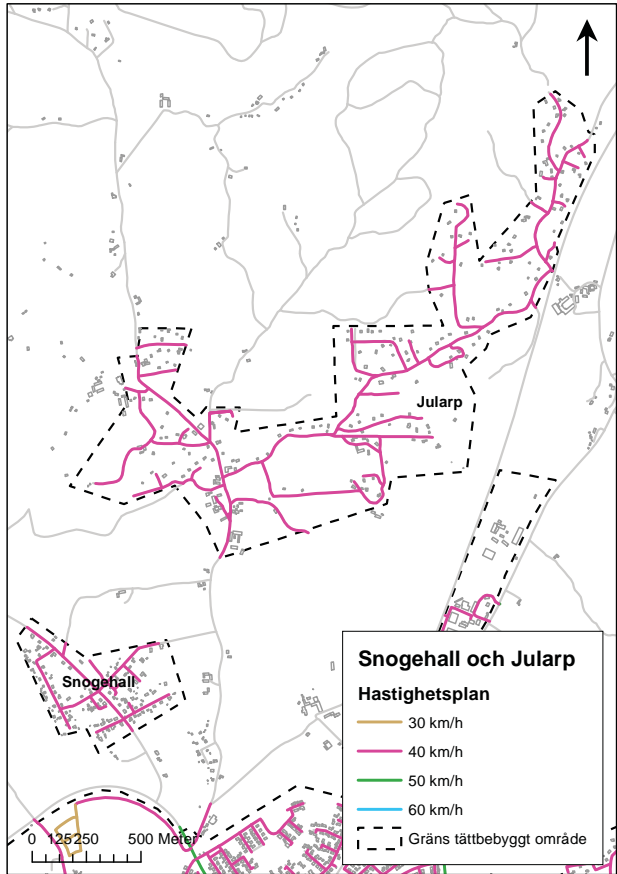 Jularp
Snogehall
Snogehall och Jularp
Hastighetsplan
30 km/h
40 km/h
50 km/h
60 km/h
Gräns tättbebyggt område
0 125250 500 Meter